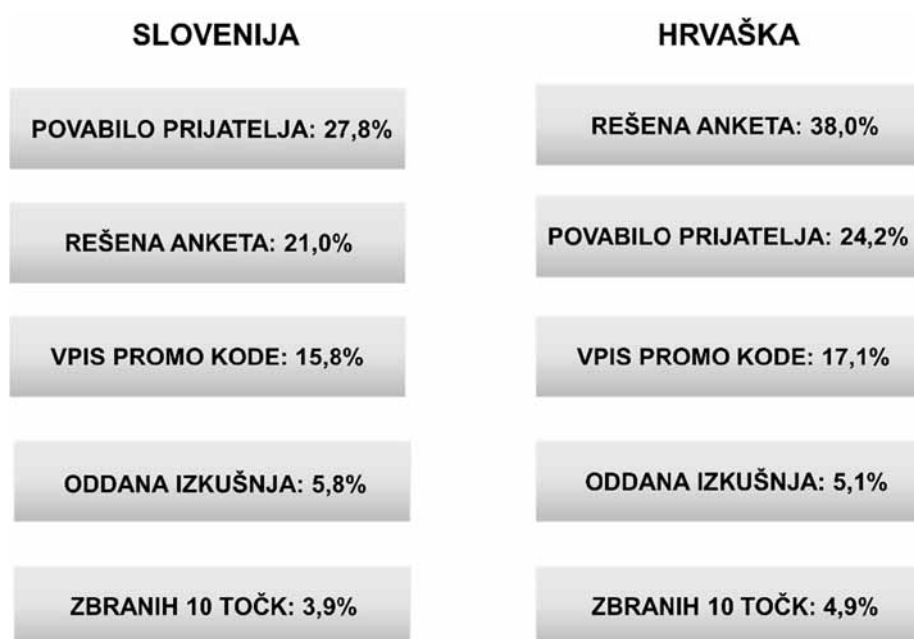 SLOVENIJA
POVABILO PRIJATELJA: 27,8%
REŠENA ANKETA: 21,0%
VPIS PROMO KODE: 15,8%
ODDANA IZKUŠNJA: 5,8%
ZBRANIH 10 TOČK: 3,9%
HRVAŠKA
REŠENA ANKETA: 38,0%
POVABILO PRIJATELJA: 24,2%
VPIS PROMO KODE: 17,1%
ODDANA IZKUŠNJA: 5,1%
ZBRANIH 10 TOČK: 4,9%